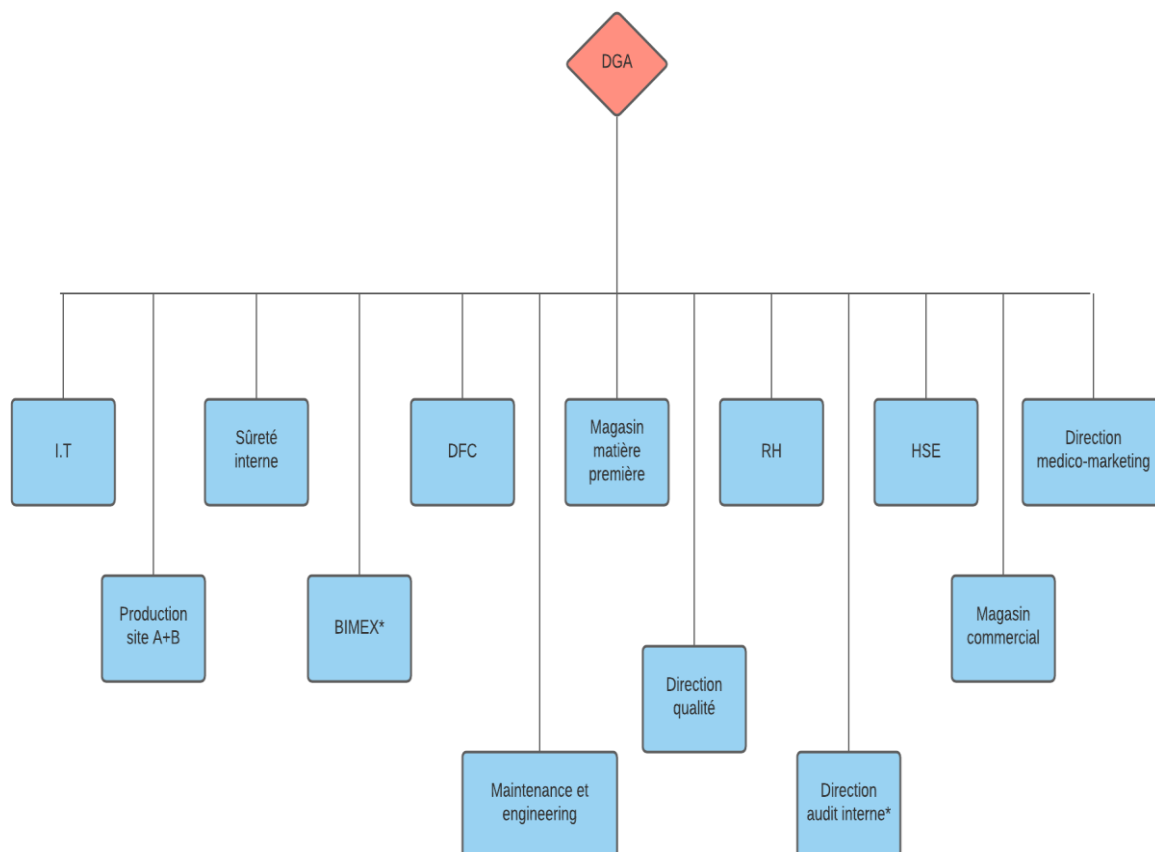 DGA
I.T
Sûreté
interne
DFC
Magasin
matière
première
RH
HSE
Direction
medico-marketing
Production
site A+B
BIMEX*
Magasin
commercial
Direction
qualité
Maintenance et
engineering
Direction
audit interne*